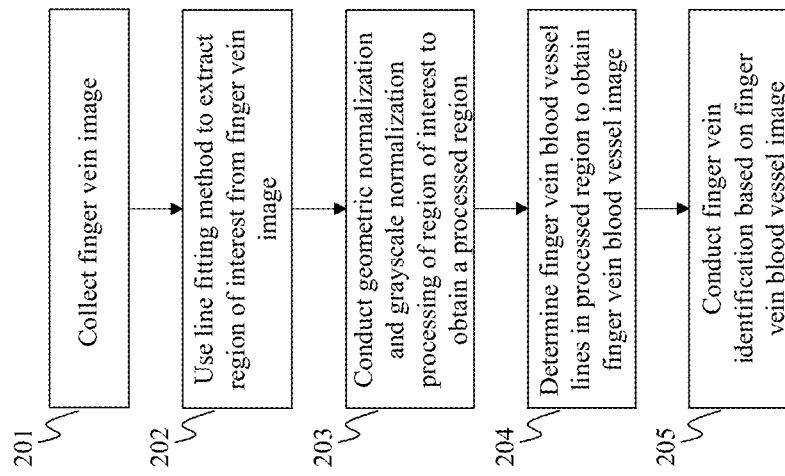 201
Collect finger vein image
202
Use line fitting method to extract
region of interest from finger vein
image
203
Conduct geometric normalization
and grayscale normalization
processing of region of interest to
obtain a processed region
204
Determine finger vein blood vessel
lines in processed region to obtain
finger vein blood vessel image
205
Conduct finger vein
identification based on finger
vein blood vessel image